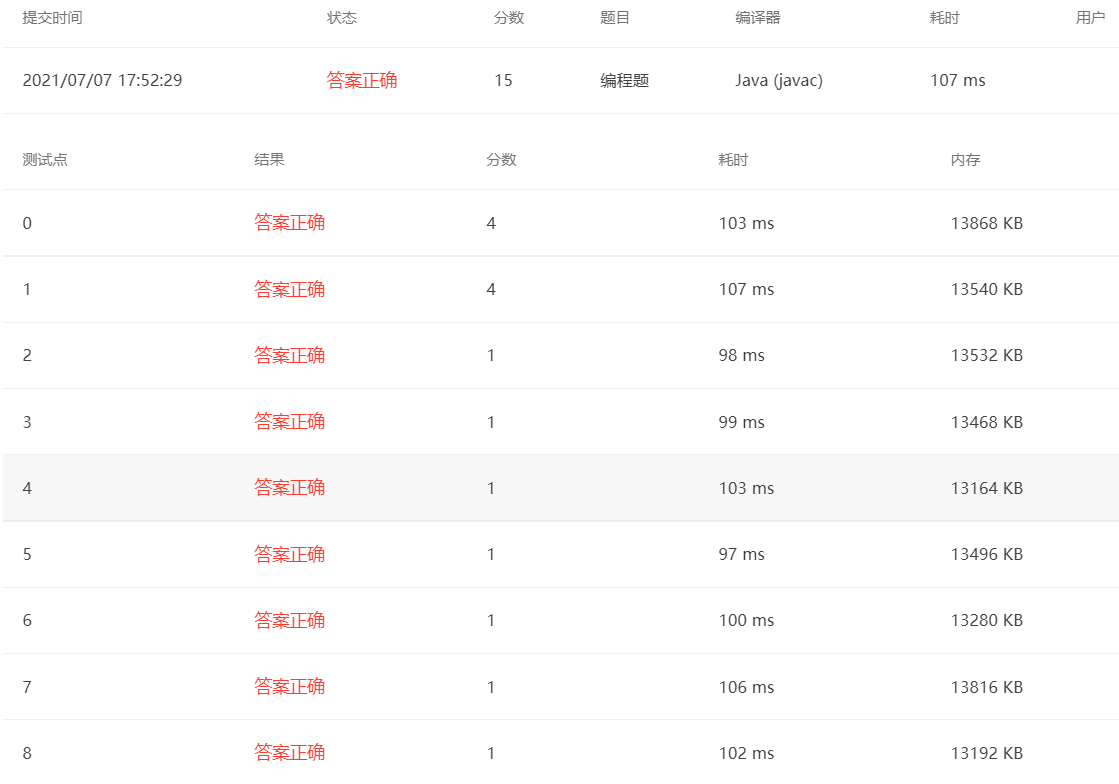 提交时间 状态 分数 题目 编译器 耗时 用户
2021/07/07 17:52:29 答案正确 15 编程题 Java (javac) 107 ms
测试点 结果 分数 耗时 内存
0 答案正确 4 103 ms 13868 KB
1 答案正确 4 107 ms 13540 KB
2 答案正确 1 98 ms 13532 KB
3 答案正确 1 99 ms 13468 KB
4 答案正确 1 103 ms 13164 KB
5 答案正确 1 97 ms 13496 KB
6 答案正确 1 100 ms 13280 KB
7 答案正确 1 106 ms 13816 KB
8 答案正确 1 102 ms 13192 KB